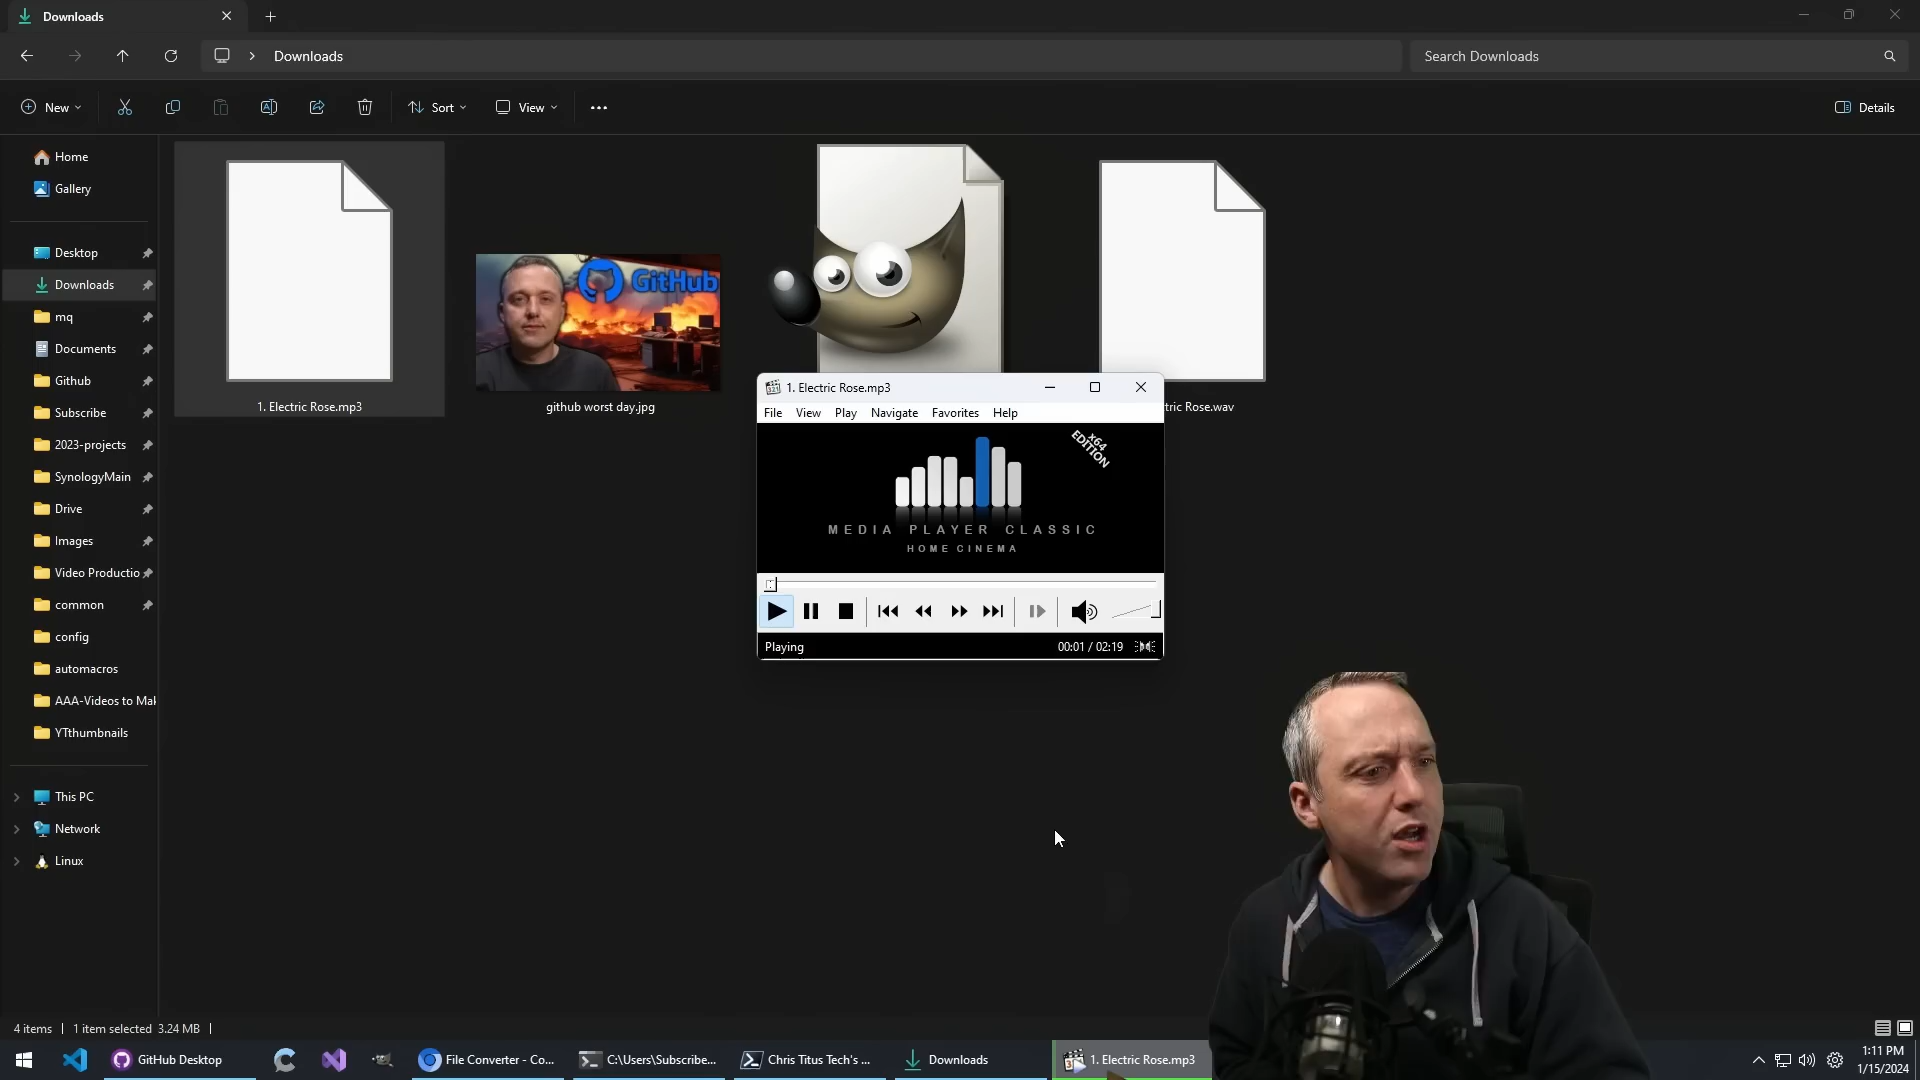 Downloads
Downloads
Search Downloads
New
Sort
View
Details
Home
Gallery
Desktop
Downloads
mq
Documents
Github
Subscribe
2023-projects
SynologyMain
Drive
Images
Video Productio
common
config
automacros
AAA-Videos to Mak
YTthumbnails
This PC
Network
Linux
1. Electric Rose.mp3
GitHub
github worst day.jpg
tric Rose.wav
1. Electric Rose.mp3
File View Play Navigate Favorites Help
x64
EDITION
MEDIA PLAYER CLASSIC
HOME CINEMA
Playing
00:01 / 02:19
4 items
1 item selected 3.24 MB
GitHub Desktop
File Converter - Co...
C:\Users\Subscribe...
Chris Titus Tech's ...
Downloads
1. Electric Rose.mp3
1:11 PM
1/15/2024